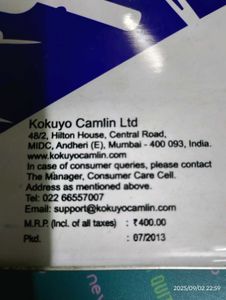 Kokuyo Camlin Ltd
48/2, Hilton House, Central Road,
MIDC, Andheri (E), Mumbai - 400 093, India.
www.kokuyocamlin.com
In case of consumer queries, please contact
The Manager, Consumer Care Cell.
Address as mentioned above.
Tel: 022 66557007
Email: support@kokuyocamlin.com
M.R.P. (Incl. of all taxes) : ₹400.00
Pkd. : 07/2013
2025/09/02 22:59